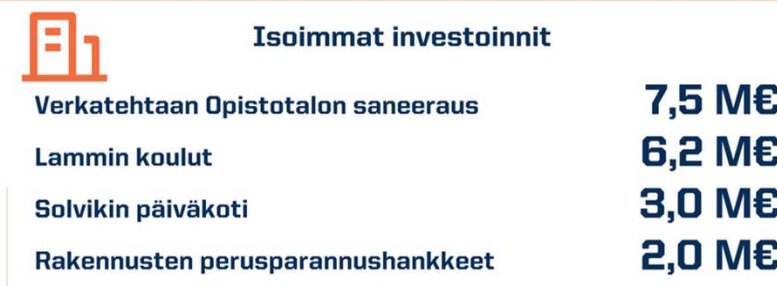 Isoimmat investoinnit
Verkatehtaan Opistotalon saneeraus 7,5 M€
Lammin koulut 6,2 M€
Solvikin päiväkoti 3,0 M€
Rakennusten perusparannushankkeet 2,0 M€